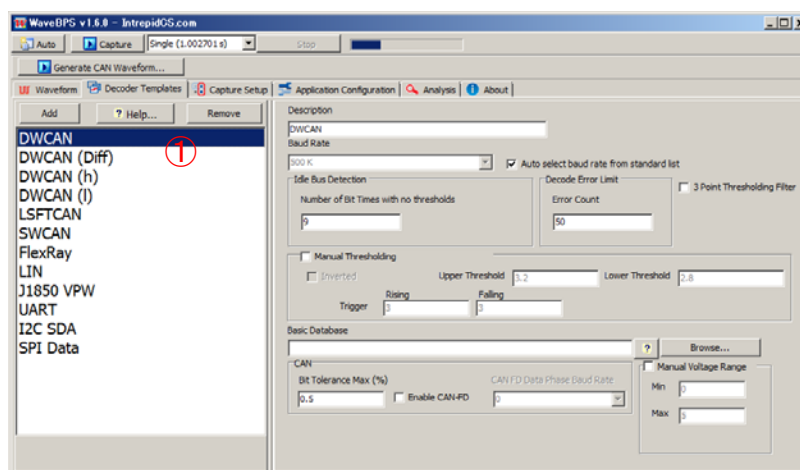 WaveBPS v1.6.0 - IntrepidCS.com
Auto Capture Single (1.002701 s) Stop
Generate CAN Waveform...
Waveform Decoder Templates Capture Setup Application Configuration Analysis About
Add ? Help... Remove
DWCAN
DWCAN (Diff)
DWCAN (h)
DWCAN (l)
LSFTCAN
SWCAN
FlexRay
LIN
J1850 VPW
UART
I2C SDA
SPI Data
①
Description
DWCAN
Baud Rate
500 K Auto select baud rate from standard list
Idle Bus Detection
Number of Bit Times with no thresholds
9
Decode Error Limit
Error Count
50
3 Point Thresholding Filter
Manual Thresholding
Inverted Upper Threshold 3.2 Lower Threshold 2.8
Rising Falling
Trigger 3 3
Basic Database
? Browse...
CAN
Bit Tolerance Max (%) CAN FD Data Phase Baud Rate
0.5 Enable CAN-FD 0
Manual Voltage Range
Min 0
Max 5